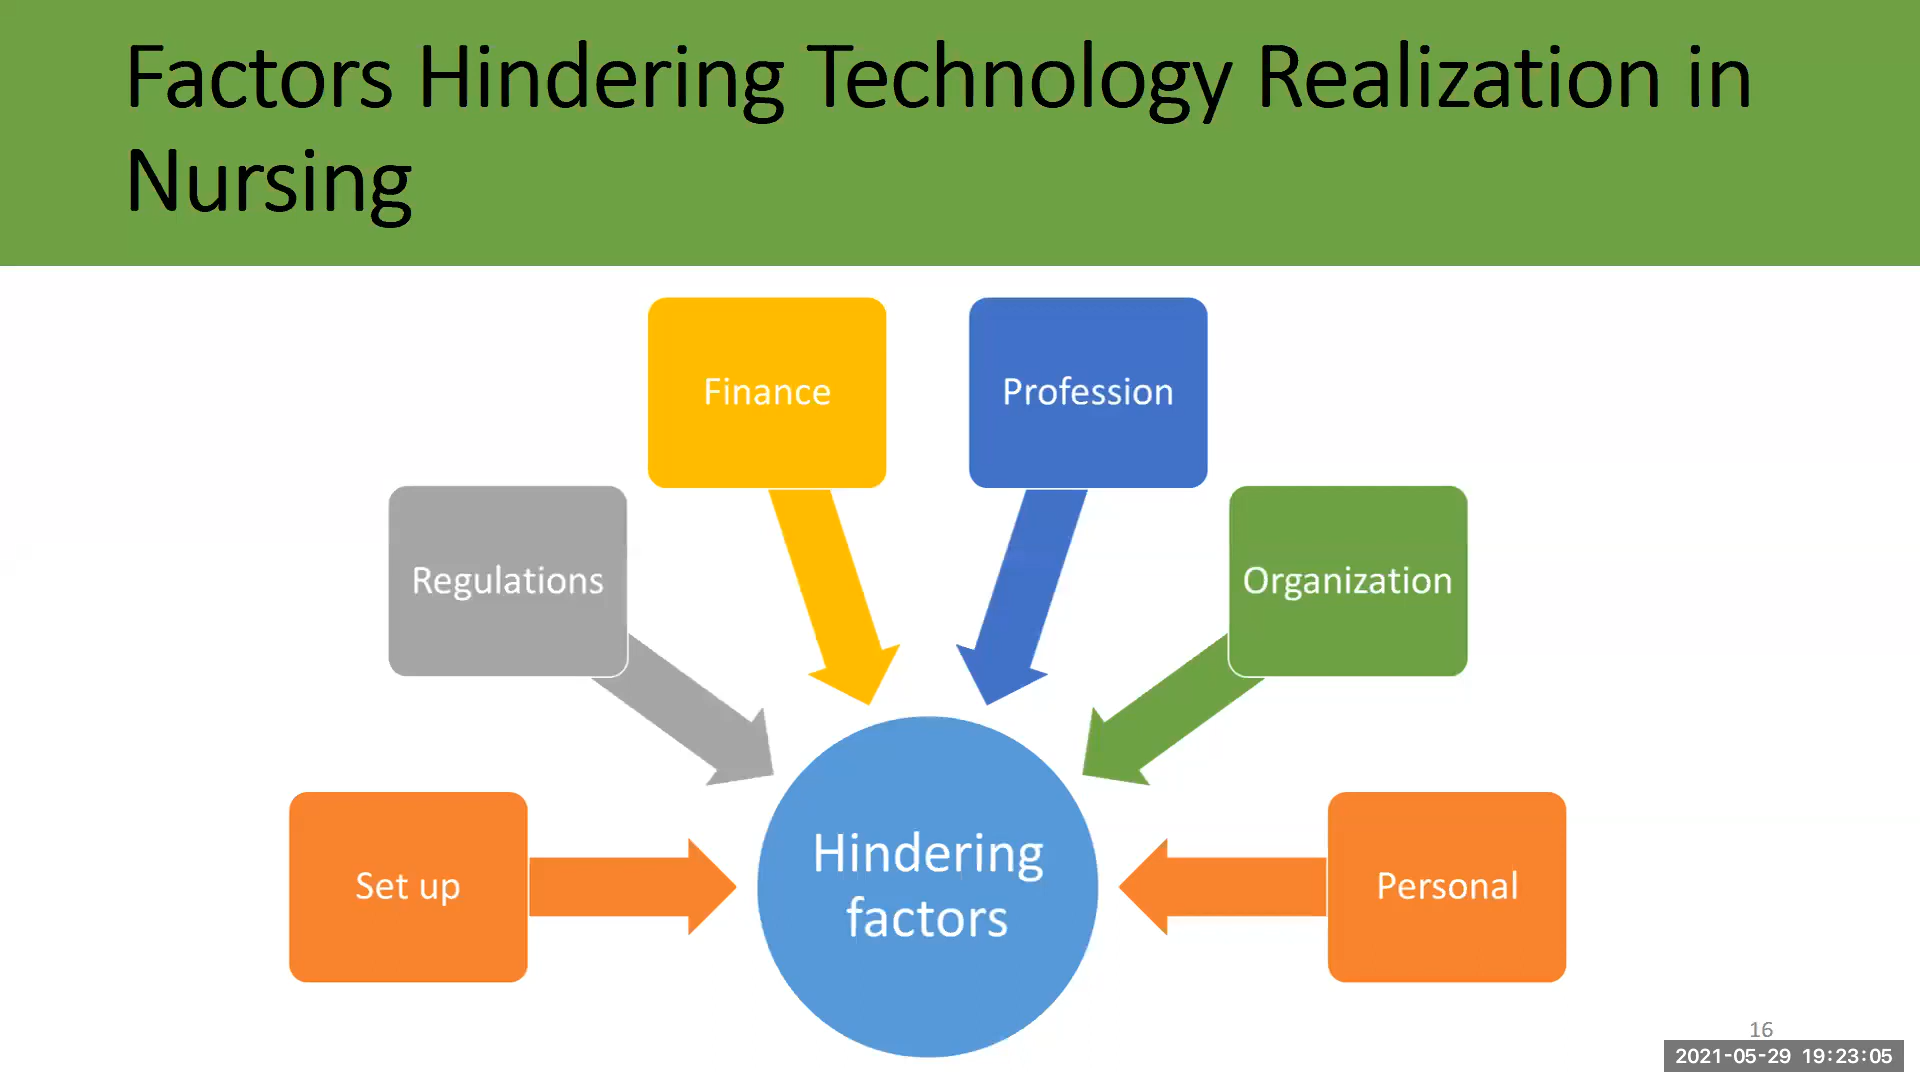 Factors Hindering Technology Realization in
Nursing
Finance
Profession
Regulations
Organization
Set up
Hindering
factors
Personal
16
2021-05-29 19:23:05